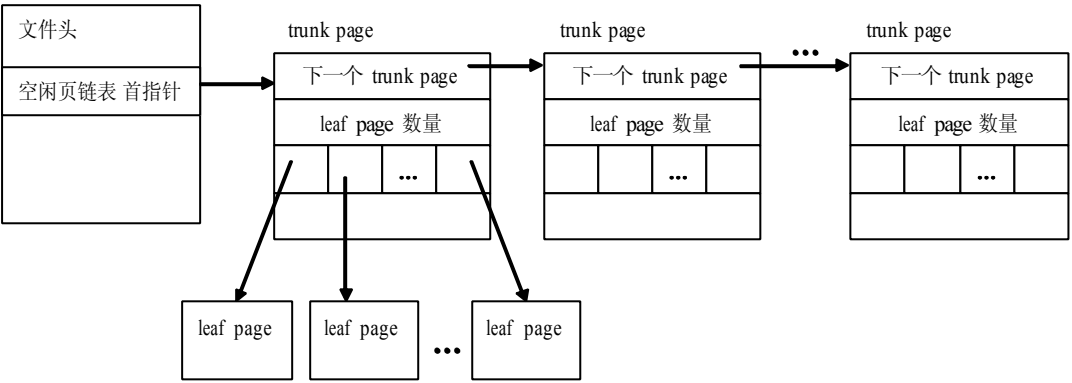 文件头
空闲页链表 首指针
trunk page
下一个 trunk page
leaf page 数量
...
trunk page
下一个 trunk page
leaf page 数量
...
...
trunk page
下一个 trunk page
leaf page 数量
...
leaf page
leaf page
...
leaf page